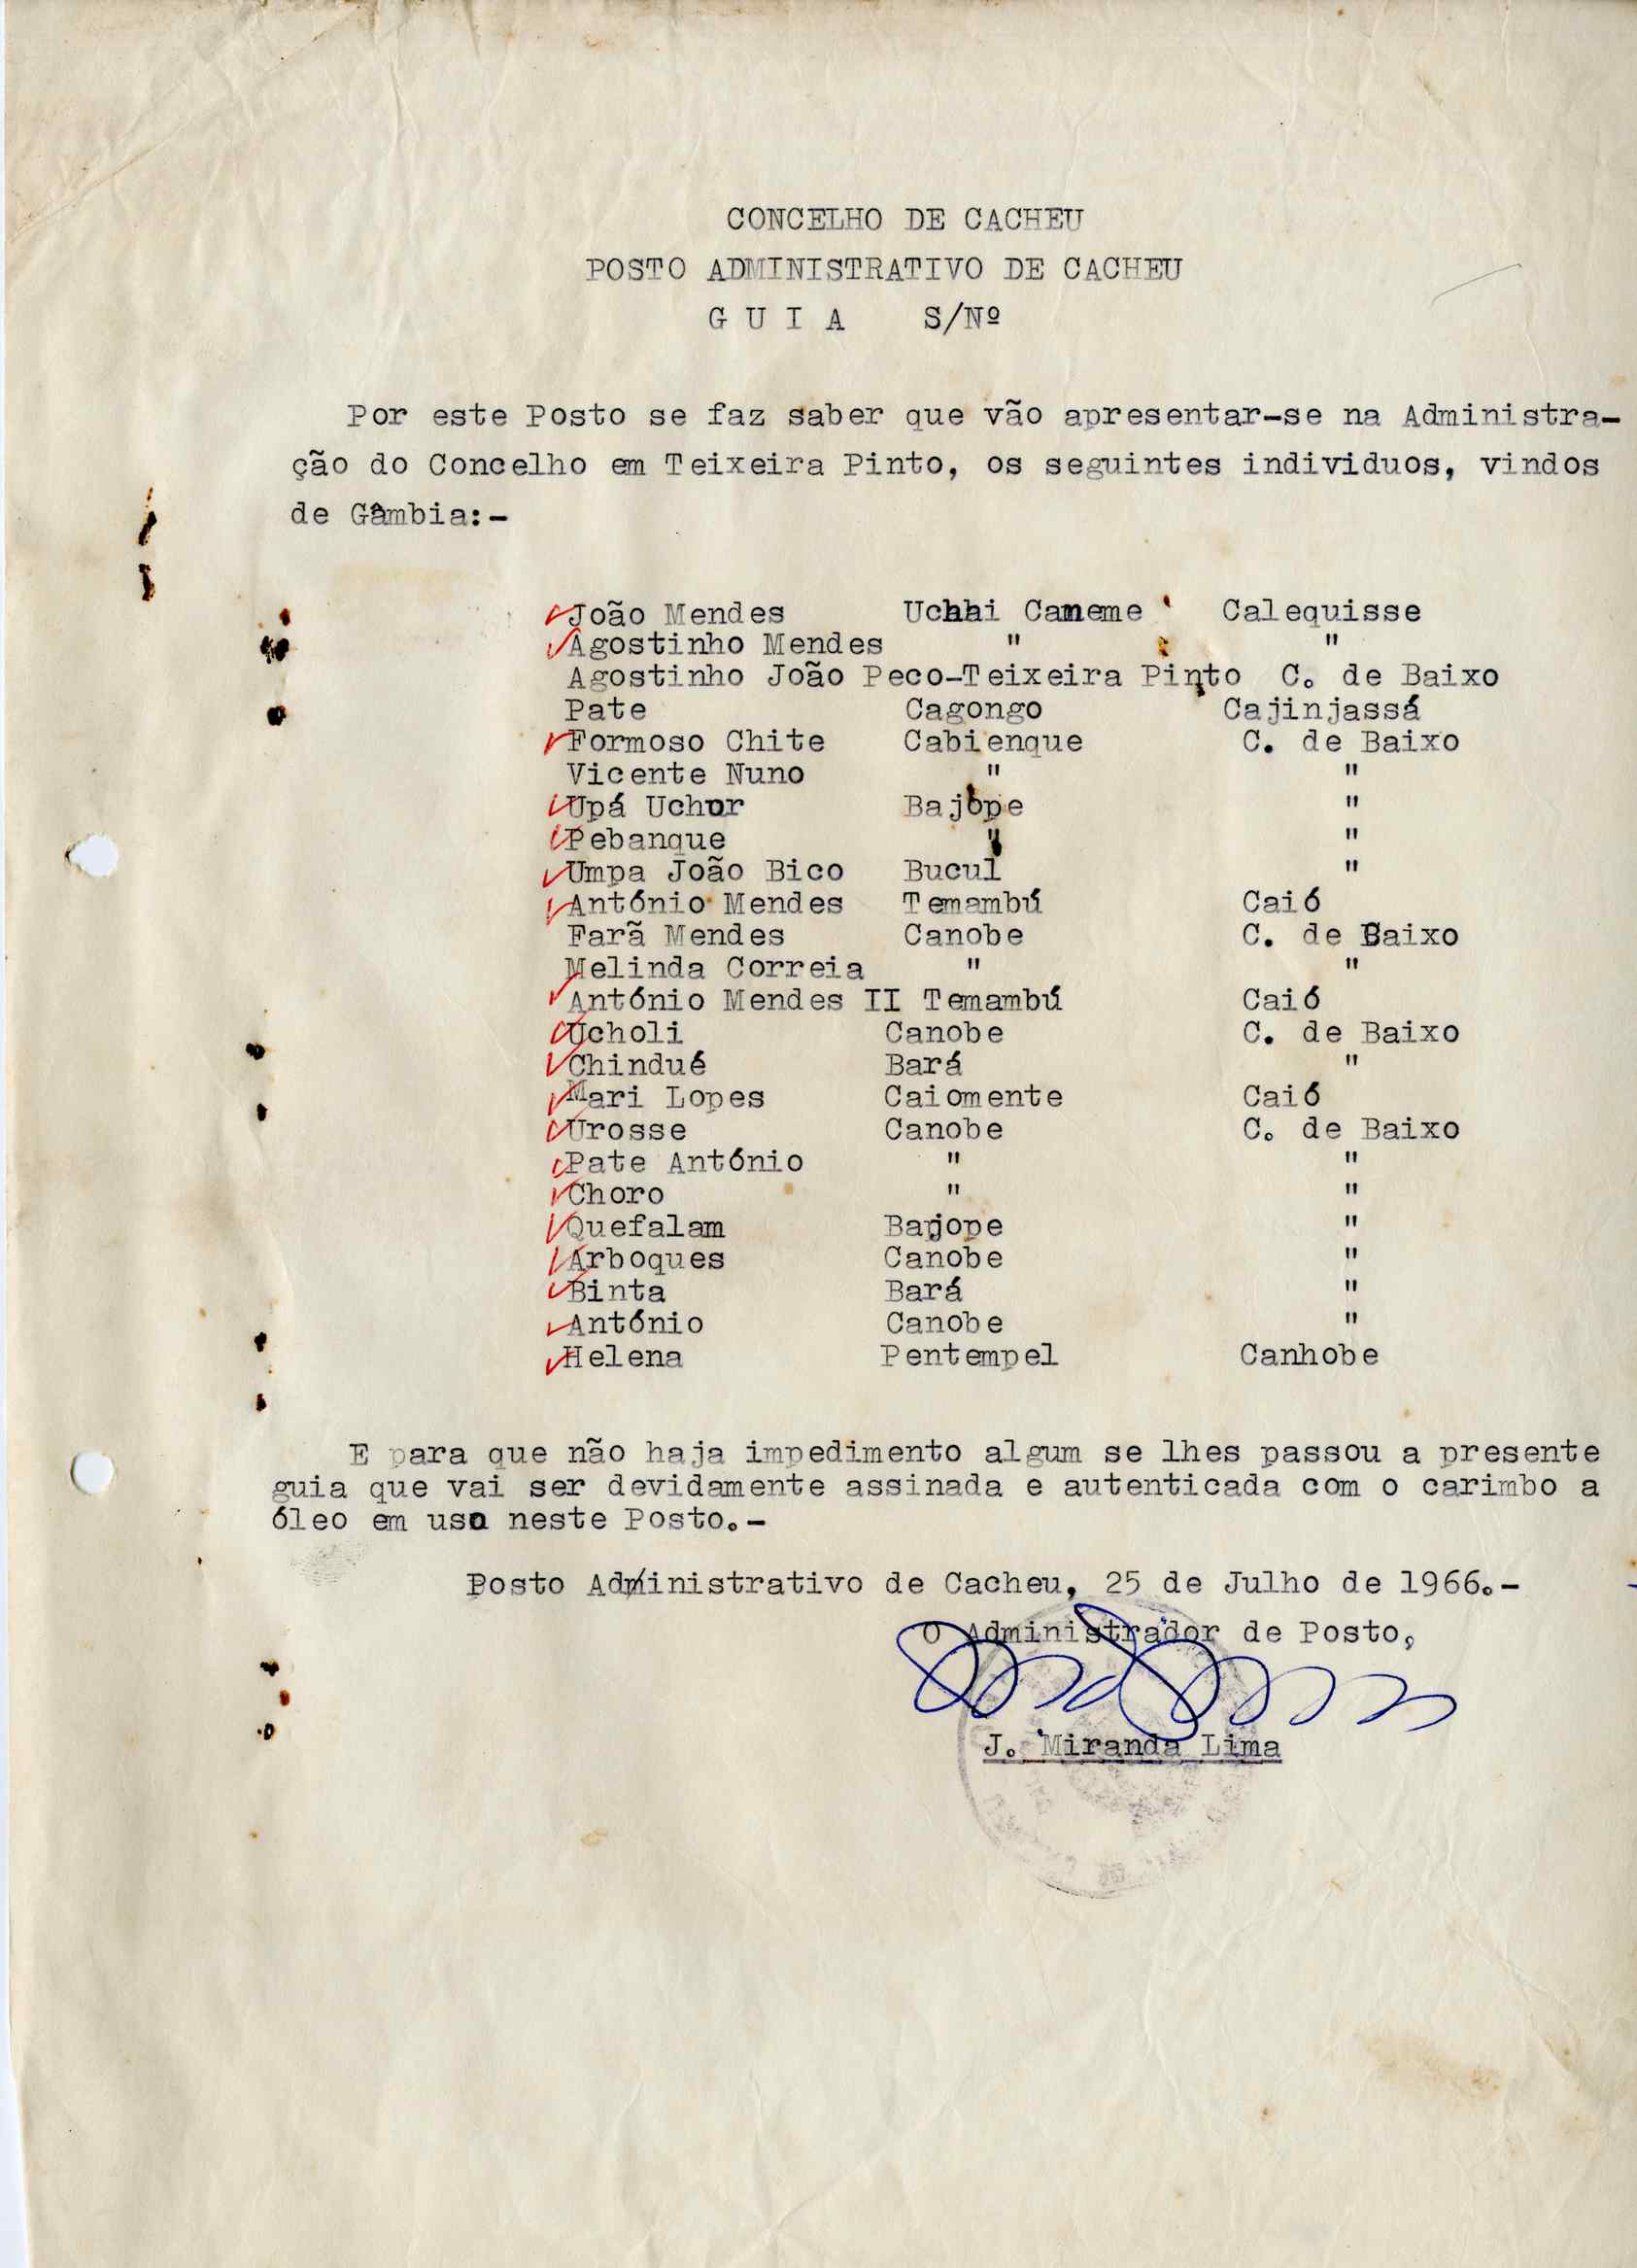 CONCELHO DE CACHEU
POSTO ADMINISTRATIVO DE CACHEU
G U I A S/Nº
Por este Posto se faz saber que vão apresentar-se na Administra-
ção do Concelho em Teixeira Pinto, os seguintes individuos, vindos
de Gâmbia:-
João Mendes Uchhi Caneme Calequisse
Agostinho Mendes " "
Agostinho João Peco-Teixeira Pinto C. de Baixo
Pate Cagongo Cajinjassá
Formoso Chite Cabienque C. de Baixo
Vicente Nuno " "
Upá Uchur Bajope "
Pebanque " "
Umpa João Bico Bucul "
António Mendes Temambú Caió
Farã Mendes Canobe C. de Baixo
Melinda Correia " "
António Mendes II Temambú Caió
Ucholi Canobe C. de Baixo
Chindué Bará "
Mari Lopes Caiomente Caió
Urosse Canobe C. de Baixo
Pate António " "
Choro " "
Quefalam Bajope "
Arboques Canobe "
Binta Bará "
António Canobe "
Helena Pentempel Canhobe
E para que não haja impedimento algum se lhes passou a presente
guia que vai ser devidamente assinada e autenticada com o carimbo a
óleo em uso neste Posto.-
Posto Administrativo de Cacheu, 25 de Julho de 1966.-
O Administrador de Posto,
J. Miranda Lima